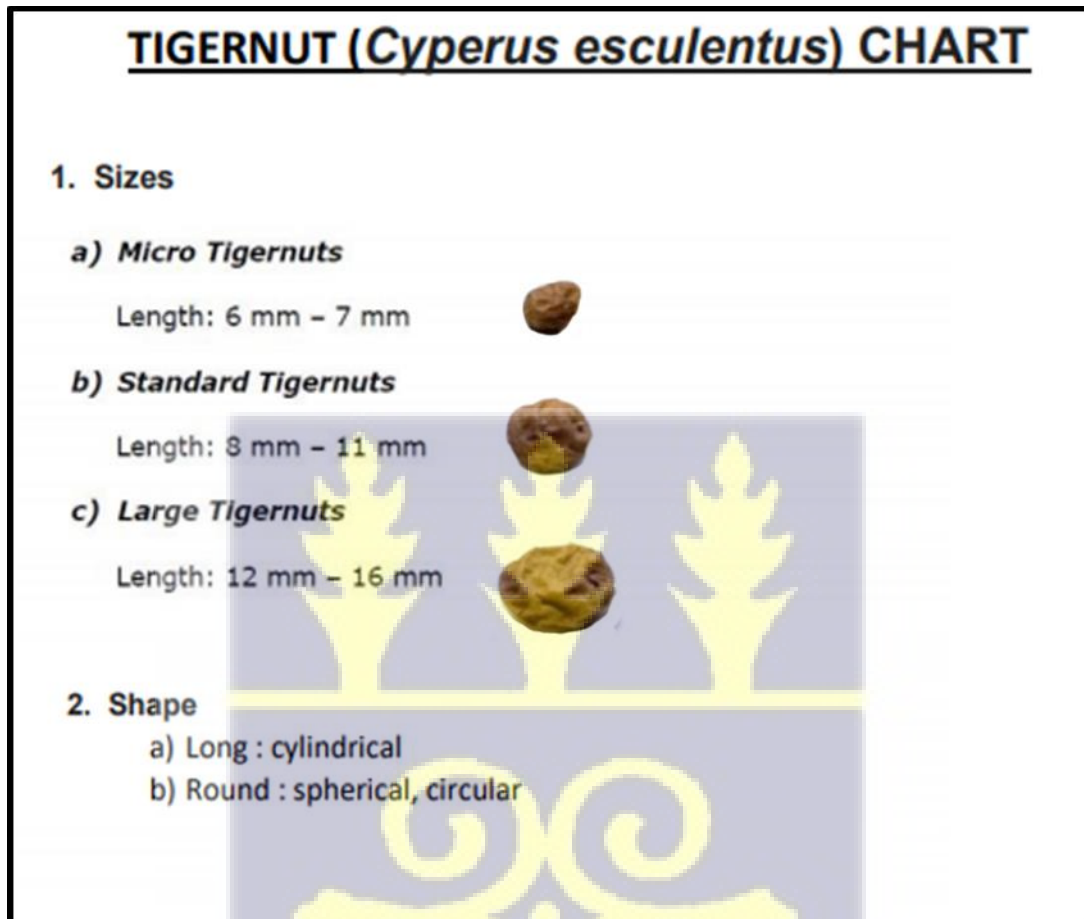 TIGERNUT (Cyperus esculentus) CHART
1. Sizes
a) Micro Tigernuts
Length: 6 mm – 7 mm
b) Standard Tigernuts
Length: 8 mm – 11 mm
c) Large Tigernuts
Length: 12 mm – 16 mm
2. Shape
a) Long : cylindrical
b) Round : spherical, circular